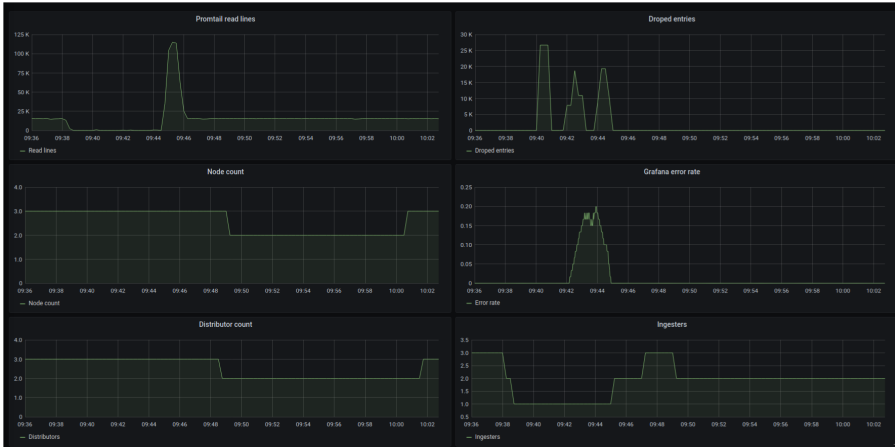 Promtail read lines
125 K
100 K
75 K
50 K
25 K
0
09:36 09:38 09:40 09:42 09:44 09:46 09:48 09:50 09:52 09:54 09:56 09:58 10:00 10:02
Read lines
Droped entries
30 K
25 K
20 K
15 K
10 K
5 K
0
09:36 09:38 09:40 09:42 09:44 09:46 09:48 09:50 09:52 09:54 09:56 09:58 10:00 10:02
Droped entries
Node count
4.0
3.0
2.0
1.0
0
09:36 09:38 09:40 09:42 09:44 09:46 09:48 09:50 09:52 09:54 09:56 09:58 10:00 10:02
Node count
Grafana error rate
0.25
0.20
0.15
0.10
0.05
0
09:36 09:38 09:40 09:42 09:44 09:46 09:48 09:50 09:52 09:54 09:56 09:58 10:00 10:02
Error rate
Distributor count
4.0
3.0
2.0
1.0
0
09:36 09:38 09:40 09:42 09:44 09:46 09:48 09:50 09:52 09:54 09:56 09:58 10:00 10:02
Distributors
Ingesters
3.5
3.0
2.5
2.0
1.5
1.0
0.5
09:36 09:38 09:40 09:42 09:44 09:46 09:48 09:50 09:52 09:54 09:56 09:58 10:00 10:02
Ingesters